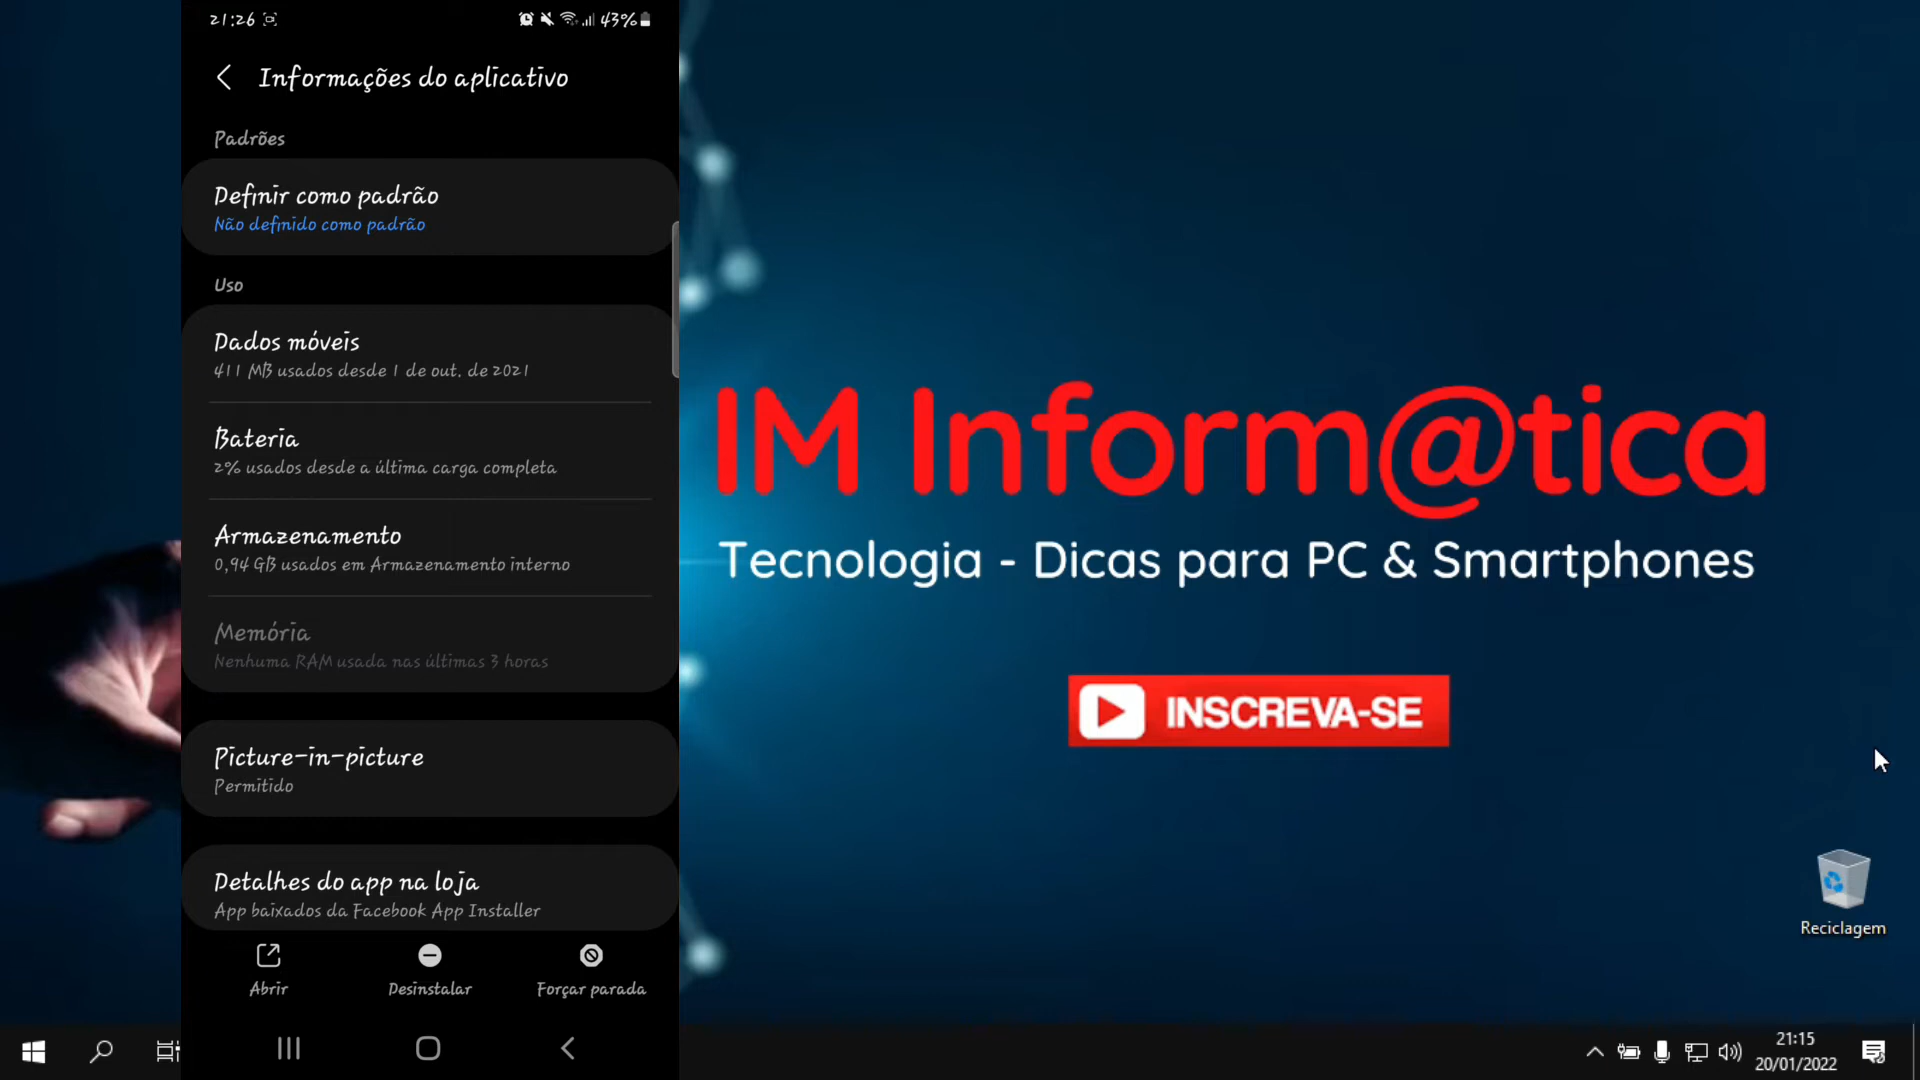 21:26
43%
Informações do aplicativo
Padrões
Definir como padrão
Não definido como padrão
Uso
Dados móveis
411 MB usados desde 1 de out. de 2021
Bateria
2% usados desde a última carga completa
Armazenamento
0,94 GB usados em Armazenamento interno
Memória
Nenhuma RAM usada nas últimas 3 horas
Picture-in-picture
Permitido
Detalhes do app na loja
App baixados da Facebook App Installer
Abrir
Desinstalar
Forçar parada
IM Inform@tica
Tecnologia - Dicas para PC & Smartphones
INSCREVA-SE
Reciclagem
21:15
20/01/2022